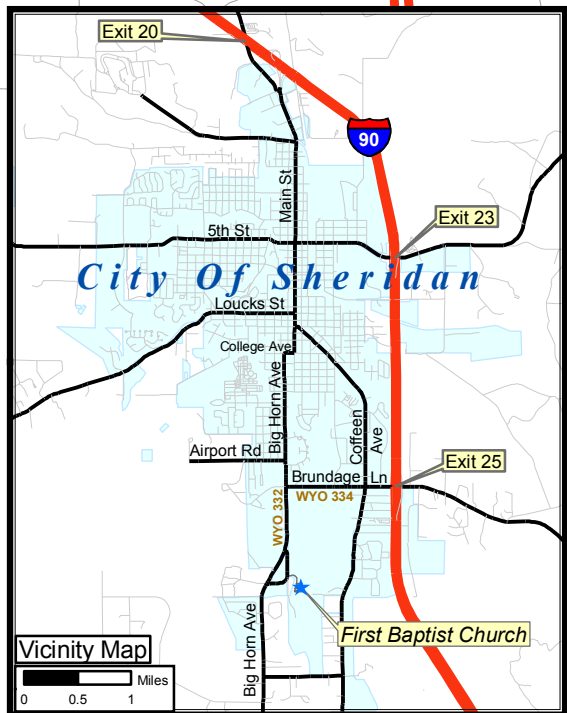 Exit 20
90
Main St
Exit 23
5th St
City Of Sheridan
Loucks St
College Ave
Big Horn Ave
Coffeen Ave
Airport Rd
Exit 25
Brundage Ln
WYO 334
WYO 332
First Baptist Church
Big Horn Ave
Vicinity Map
Miles
0 0.5 1